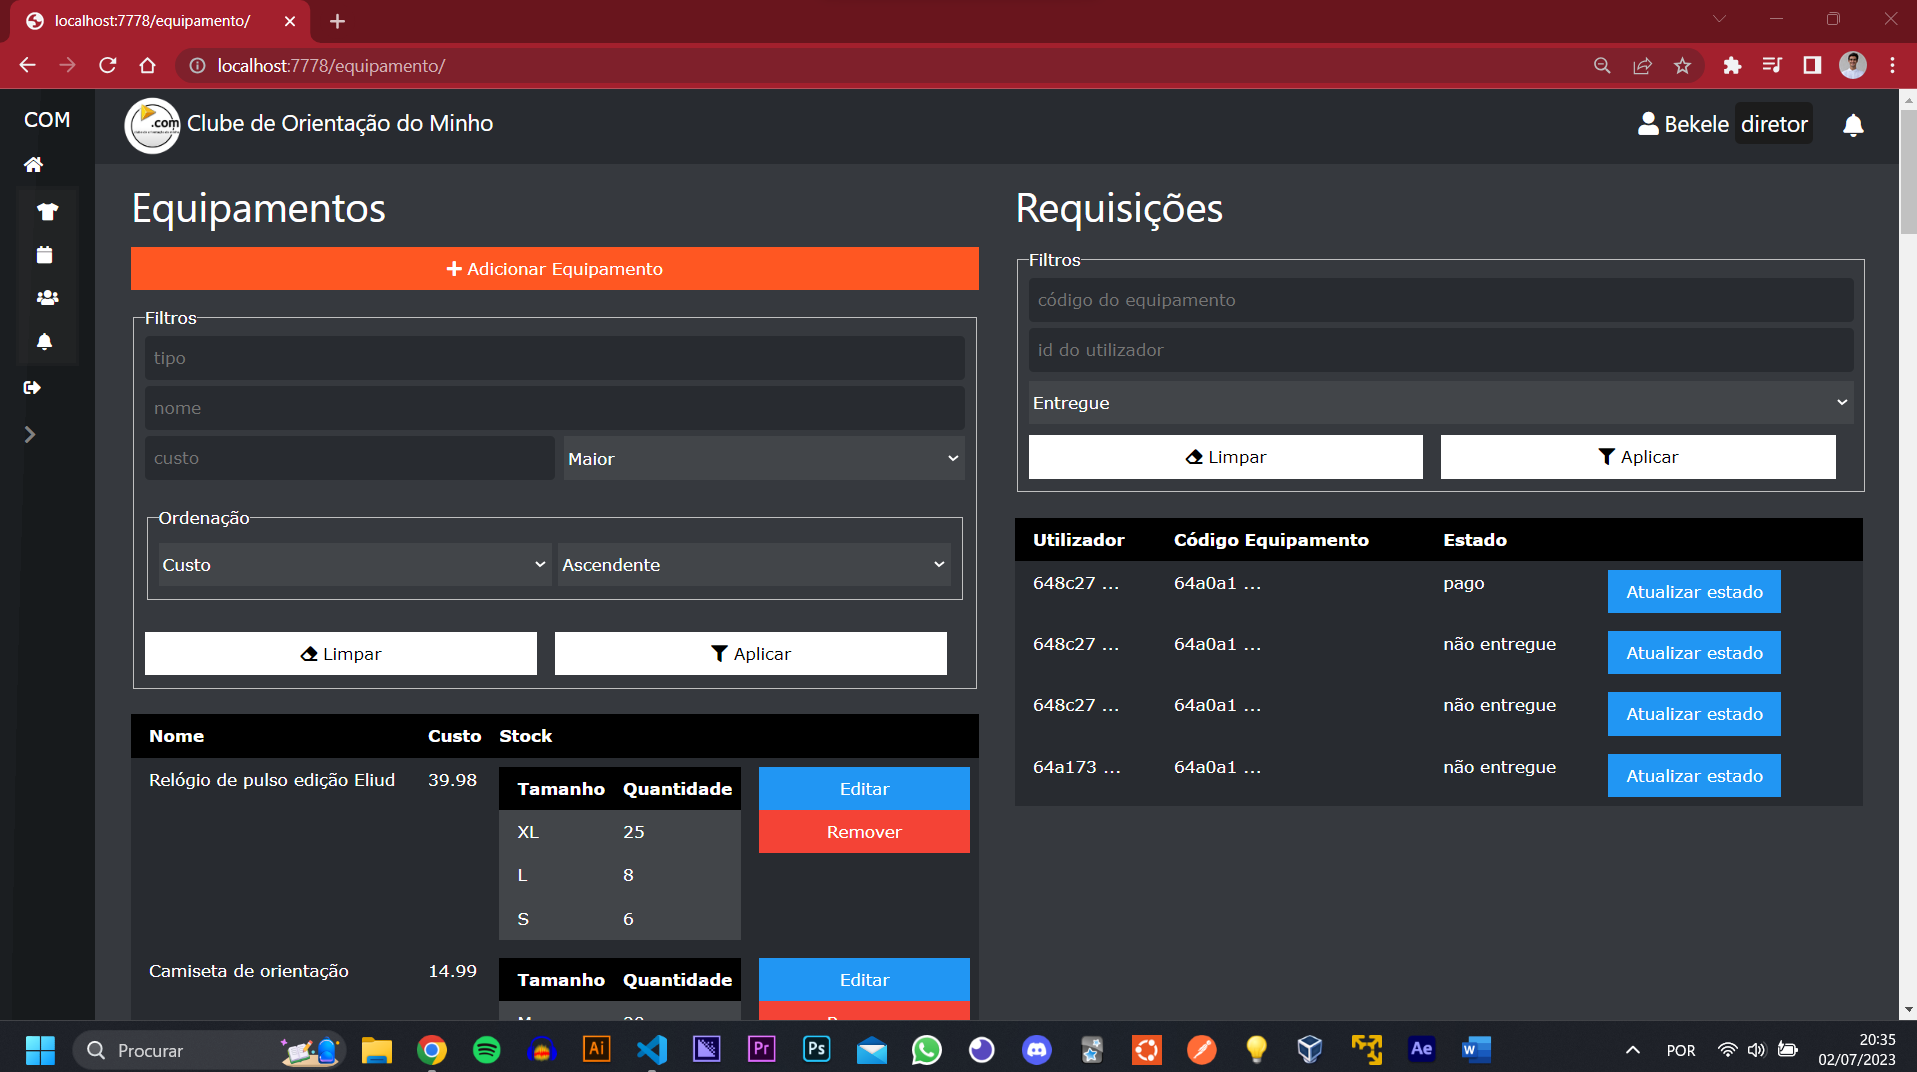 localhost:7778/equipamento/
localhost:7778/equipamento/
COM
.com
Clube de Orientação do Minho
Bekele diretor
Equipamentos
Adicionar Equipamento
Filtros
tipo
nome
custo
Maior
Ordenação
Custo
Ascendente
Limpar
Aplicar
Nome Custo Stock
Relógio de pulso edição Eliud 39.98
Tamanho Quantidade
XL 25
L 8
S 6
Editar
Remover
Camiseta de orientação 14.99
Tamanho Quantidade
Editar
Requisições
Filtros
código do equipamento
id do utilizador
Entregue
Limpar
Aplicar
Utilizador Código Equipamento Estado
648c27 ... 64a0a1 ... pago Atualizar estado
648c27 ... 64a0a1 ... não entregue Atualizar estado
648c27 ... 64a0a1 ... não entregue Atualizar estado
64a173 ... 64a0a1 ... não entregue Atualizar estado
Procurar
Ai
Pr
Ps
Ae
W
POR
20:35
02/07/2023